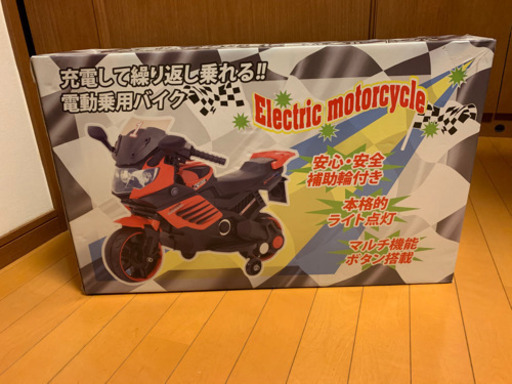 充電して繰り返し乗れる!!
電動乗用バイク
Electric motorcycle
安心・安全
補助輪付き
本格的
ライト点灯
マルチ機能
ボタン搭載